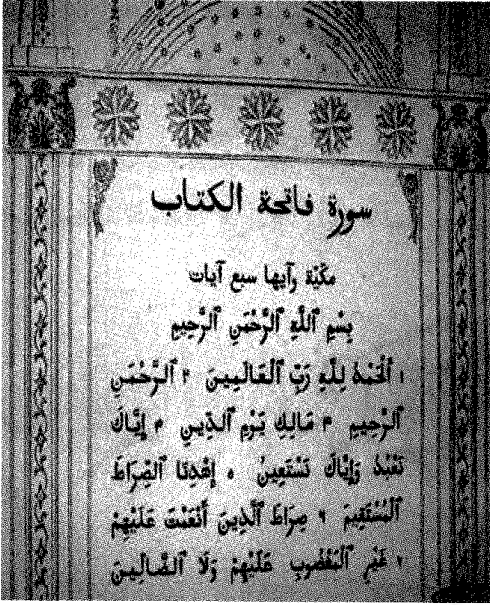 سورة فاتحة الكتاب
مكيّة وآيها سبع آيات
بِسْمِ ٱللَّهِ ٱلرَّحْمَنِ ٱلرَّحِيمِ
١ ٱلْحَمْدُ لِلَّهِ رَبِّ ٱلْعَالَمِينَ ٢ ٱلرَّحْمَنِ
ٱلرَّحِيمِ ٣ مَالِكِ يَوْمِ ٱلدِّينِ ٤ إِيَّاكَ
نَعْبُدُ وَإِيَّاكَ نَسْتَعِينُ ٥ إِهْدِنَا ٱلصِّرَاطَ
ٱلْمُسْتَقِيمَ ٦ صِرَاطَ ٱلَّذِينَ أَنْعَمْتَ عَلَيْهِمْ
٧ غَيْرِ ٱلْمَغْضُوبِ عَلَيْهِمْ وَلَا ٱلضَّالِّينَ